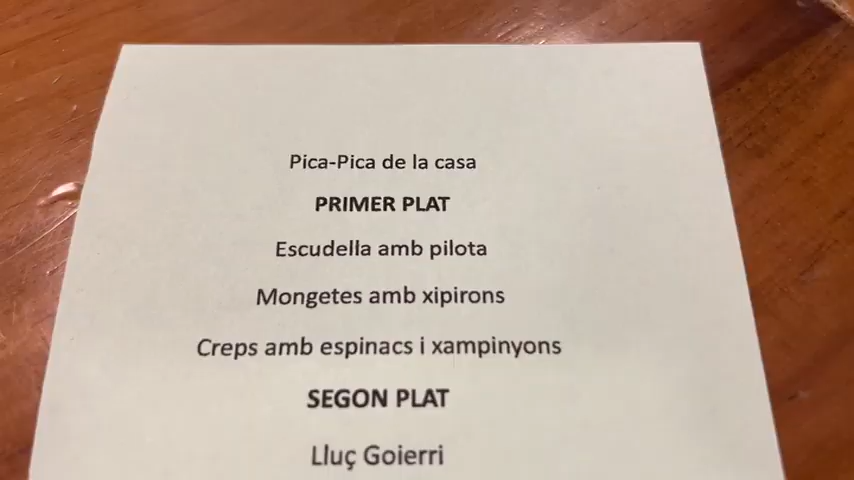 Pica-Pica de la casa
PRIMER PLAT
Escudella amb pilota
Mongetes amb xipirons
Creps amb espinacs i xampinyons
SEGON PLAT
Lluç Goierri